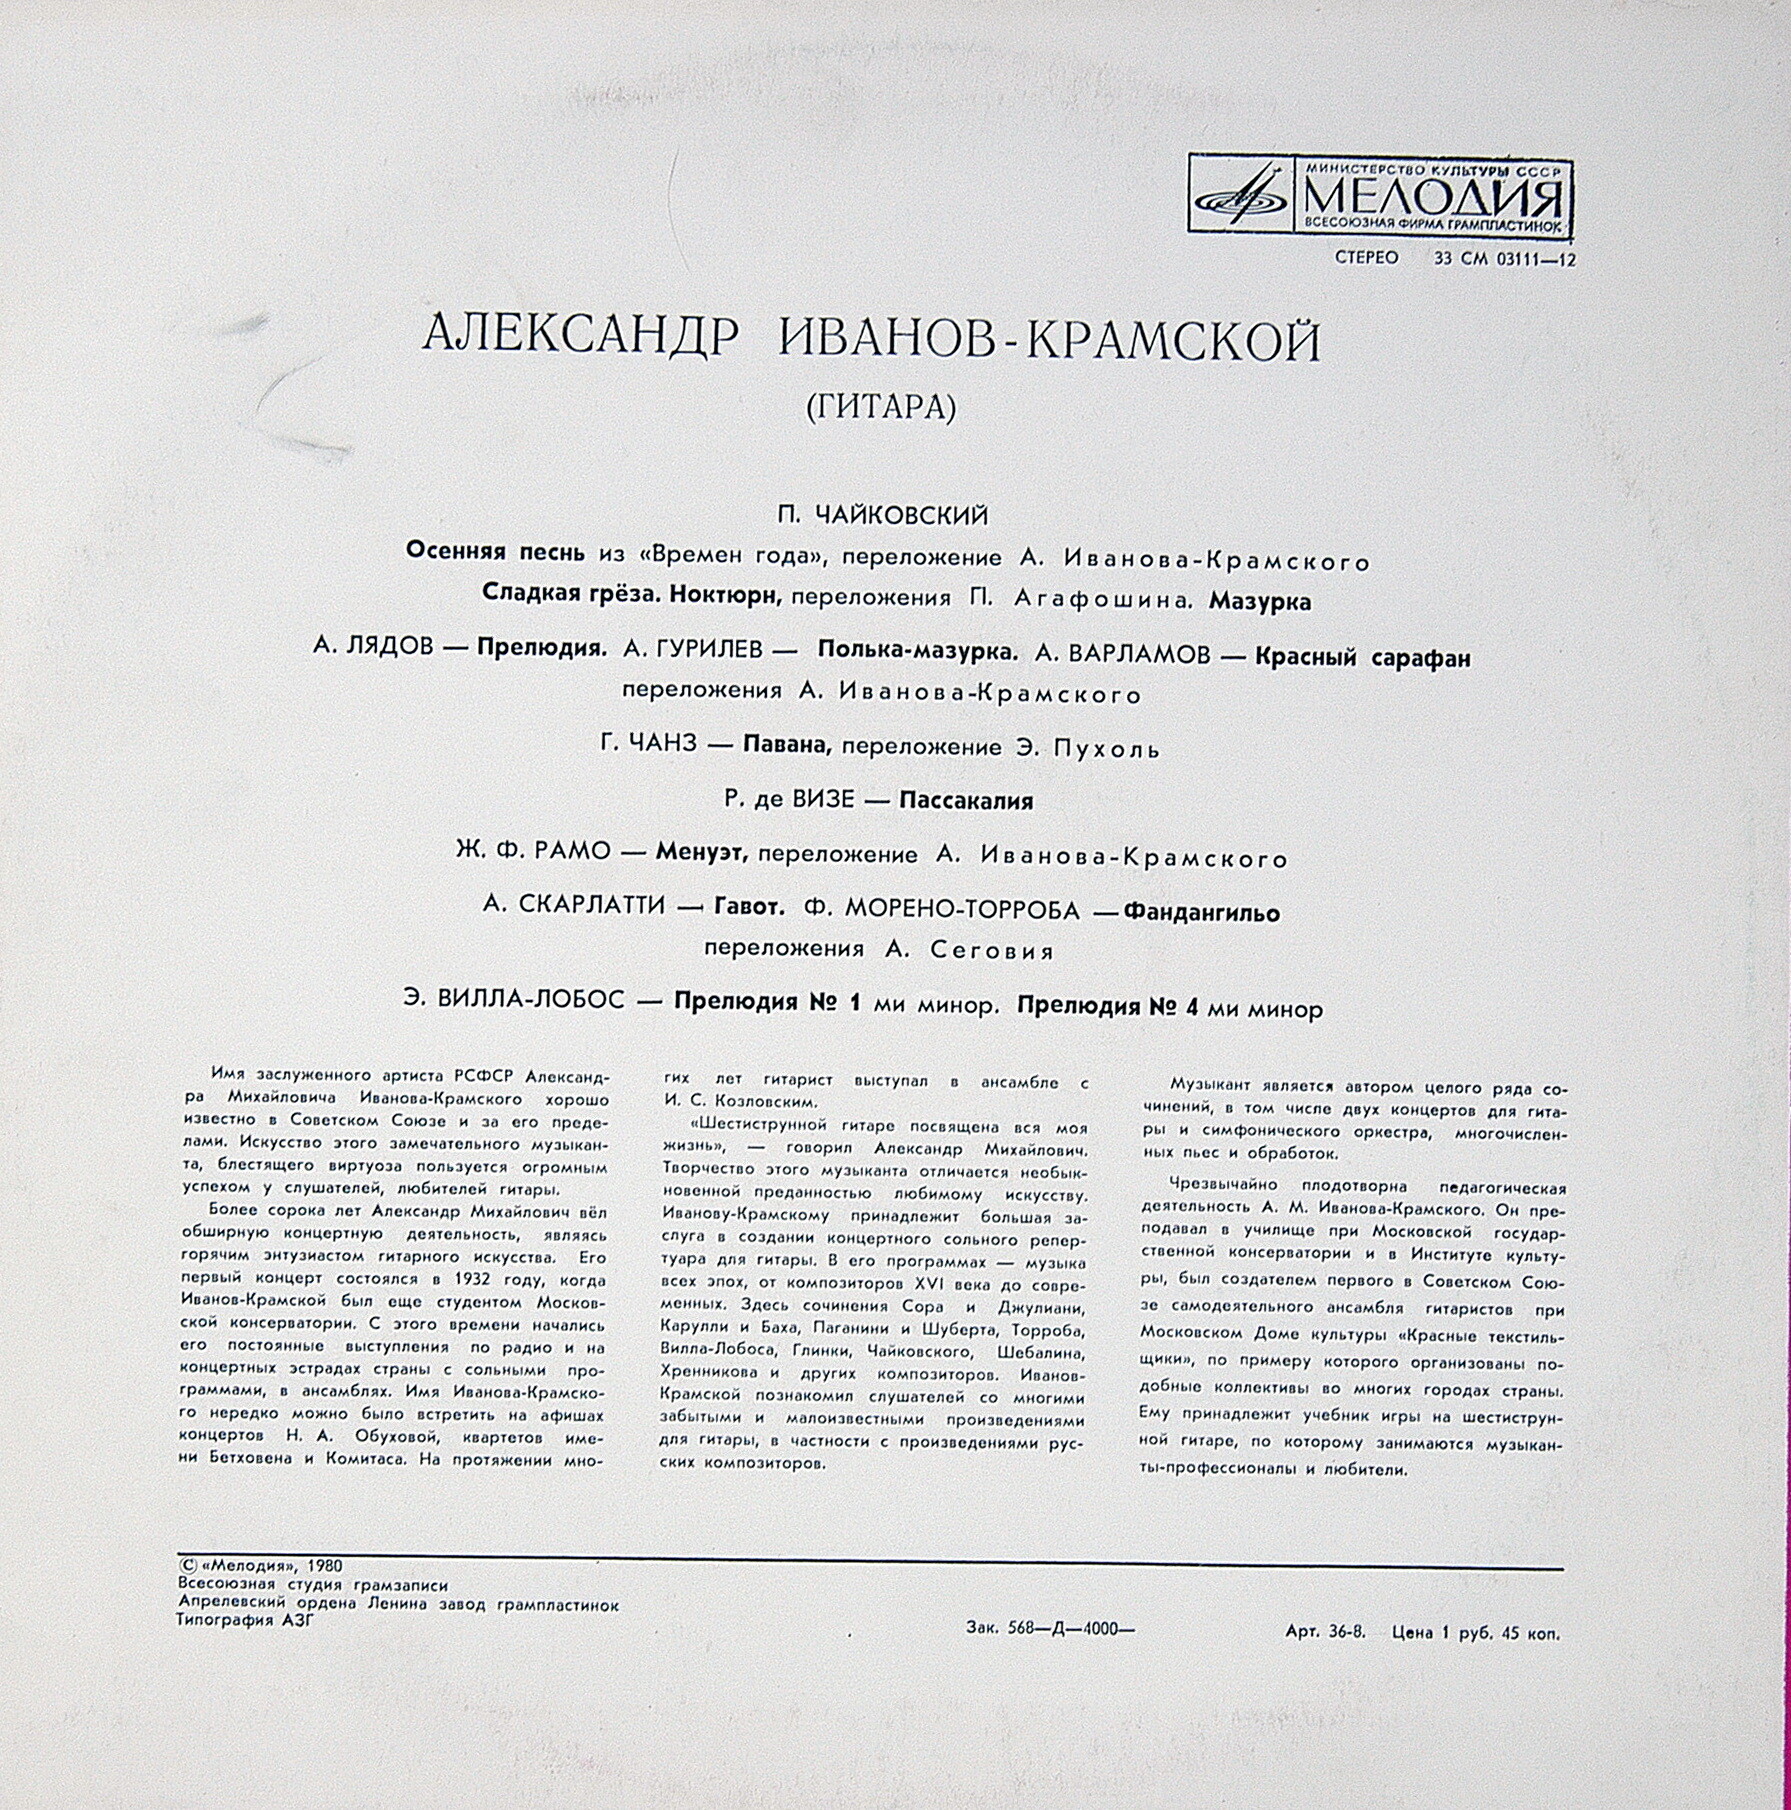 МИНИСТЕРСТВО КУЛЬТУРЫ СССР
МЕЛОДИЯ
ВСЕСОЮЗНАЯ ФИРМА ГРАМПЛАСТИНОК
СТЕРЕО 33 СМ 03111—12
АЛЕКСАНДР ИВАНОВ-КРАМСКОЙ
(ГИТАРА)
П. ЧАЙКОВСКИЙ
Осенняя песнь из «Времен года», переложение А. Иванова-Крамского
Сладкая грёза. Ноктюрн, переложения П. Агафошина. Мазурка
А. ЛЯДОВ — Прелюдия. А. ГУРИЛЕВ — Полька-мазурка. А. ВАРЛАМОВ — Красный сарафан
переложения А. Иванова-Крамского
Г. ЧАНЗ — Павана, переложение Э. Пухоль
Р. де ВИЗЕ — Пассакалия
Ж. Ф. РАМО — Менуэт, переложение А. Иванова-Крамского
А. СКАРЛАТТИ — Гавот. Ф. МОРЕНО-ТОРРОБА — Фандангильо
переложения А. Сеговия
Э. ВИЛЛА-ЛОБОС — Прелюдия № 1 ми минор. Прелюдия № 4 ми минор
Имя заслуженного артиста РСФСР Александ-
ра Михайловича Иванова-Крамского хорошо
известно в Советском Союзе и за его преде-
лами. Искусство этого замечательного музыкан-
та, блестящего виртуоза пользуется огромным
успехом у слушателей, любителей гитары.
Более сорока лет Александр Михайлович вёл
обширную концертную деятельность, являясь
горячим энтузиастом гитарного искусства. Его
первый концерт состоялся в 1932 году, когда
Иванов-Крамской был еще студентом Москов-
ской консерватории. С этого времени начались
его постоянные выступления по радио и на
концертных эстрадах страны с сольными про-
граммами, в ансамблях. Имя Иванова-Крамско-
го нередко можно было встретить на афишах
концертов Н. А. Обуховой, квартетов име-
ни Бетховена и Комитаса. На протяжении мно-
гих лет гитарист выступал в ансамбле с
И. С. Козловским.
«Шестиструнной гитаре посвящена вся моя
жизнь», — говорил Александр Михайлович.
Творчество этого музыканта отличается необык-
новенной преданностью любимому искусству.
Иванову-Крамскому принадлежит большая за-
слуга в создании концертного сольного репер-
туара для гитары. В его программах — музыка
всех эпох, от композиторов XVI века до совре-
менных. Здесь сочинения Сора и Джулиани,
Карулли и Баха, Паганини и Шуберта, Торроба,
Вилла-Лобоса, Глинки, Чайковского, Шебалина,
Хренникова и других композиторов. Иванов-
Крамской познакомил слушателей со многими
забытыми и малоизвестными произведениями
для гитары, в частности с произведениями рус-
ских композиторов.
Музыкант является автором целого ряда со-
чинений, в том числе двух концертов для гита-
ры и симфонического оркестра, многочислен-
ных пьес и обработок.
Чрезвычайно плодотворна педагогическая
деятельность А. М. Иванова-Крамского. Он пре-
подавал в училище при Московской государ-
ственной консерватории и в Институте культу-
ры, был создателем первого в Советском Сою-
зе самодеятельного ансамбля гитаристов при
Московском Доме культуры «Красные текстиль-
щики», по примеру которого организованы по-
добные коллективы во многих городах страны.
Ему принадлежит учебник игры на шестиструн-
ной гитаре, по которому занимаются музыкан-
ты-профессионалы и любители.
© «Мелодия», 1980
Всесоюзная студия грамзаписи
Апрелевский ордена Ленина завод грампластинок
Типография АЗГ
Зак. 568—Д—4000— Арт. 36-8. Цена 1 руб. 45 коп.